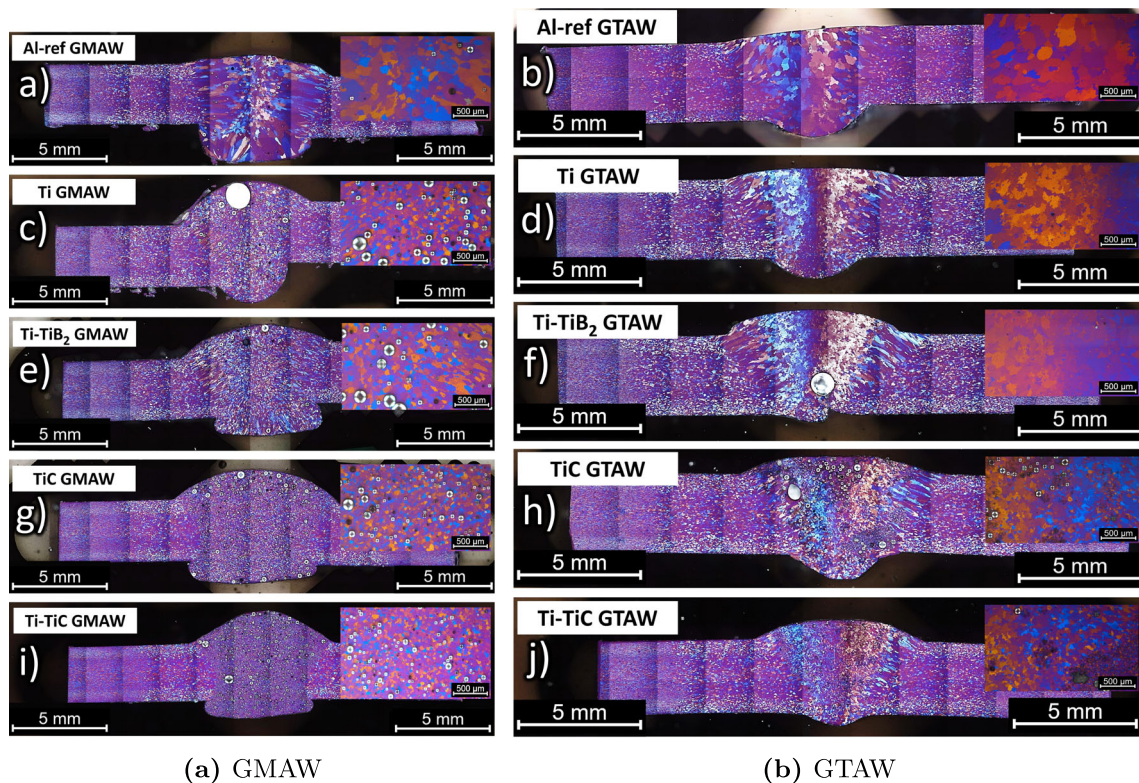 Al-ref GMAW
a)
500 µm
5 mm
5 mm
Ti GMAW
c)
500 µm
5 mm
5 mm
Ti-TiB₂ GMAW
e)
500 µm
5 mm
5 mm
TiC GMAW
g)
500 µm
5 mm
5 mm
Ti-TiC GMAW
i)
500 µm
5 mm
5 mm
(a) GMAW
Al-ref GTAW
b)
500 µm
5 mm
5 mm
Ti GTAW
d)
500 µm
5 mm
5 mm
Ti-TiB₂ GTAW
f)
500 µm
5 mm
5 mm
TiC GTAW
h)
500 µm
5 mm
5 mm
Ti-TiC GTAW
j)
500 µm
5 mm
5 mm
(b) GTAW